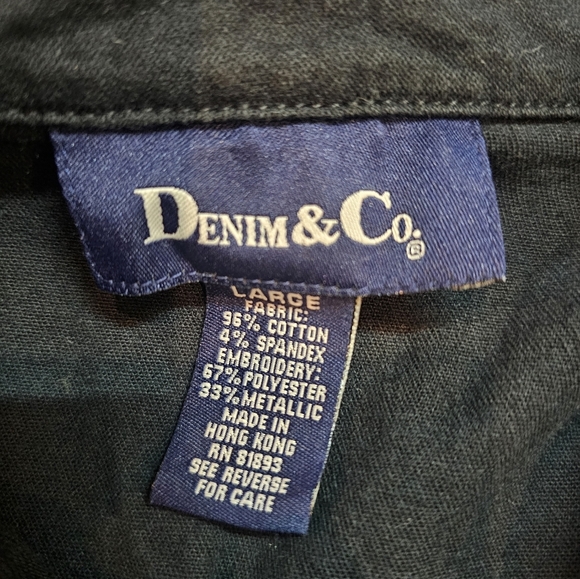 DENIM & Co.®
LARGE
FABRIC:
96% COTTON
4% SPANDEX
EMBROIDERY:
67% POLYESTER
33% METALLIC
MADE IN
HONG KONG
RN 81893
SEE REVERSE
FOR CARE